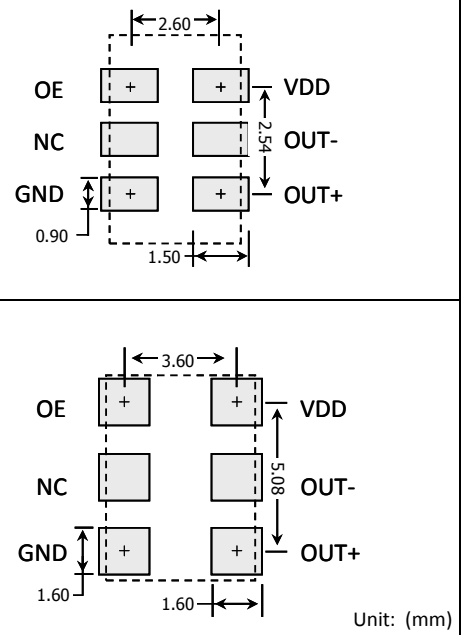 2.60
OE
VDD
NC
2.54
OUT-
GND
OUT+
0.90
1.50
3.60
OE
VDD
NC
5.08
OUT-
GND
OUT+
1.60
1.60
Unit: (mm)